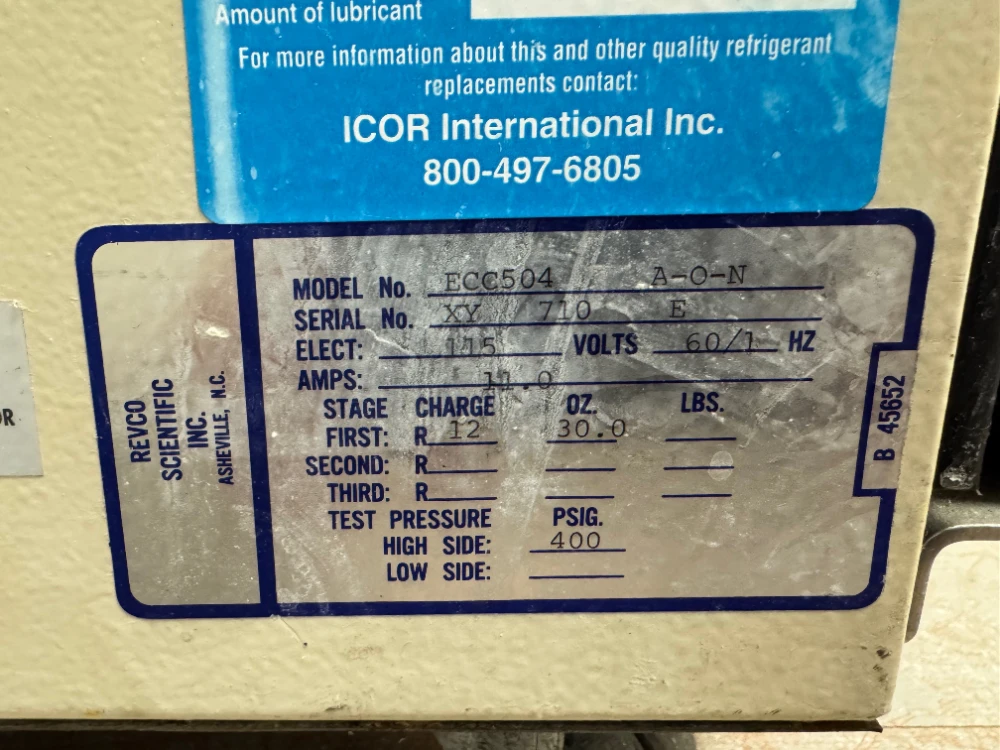 Amount of lubricant
For more information about this and other quality refrigerant
replacements contact:
ICOR International Inc.
800-497-6805
REVCO
SCIENTIFIC
INC.
ASHEVILLE, N.C.
MODEL No. ECC504 A-O-N
SERIAL No. XY 710 E
ELECT: 115 VOLTS 60/1 HZ
AMPS: 11.0
STAGE CHARGE OZ. LBS.
FIRST: R 12 30.0
SECOND: R
THIRD: R
TEST PRESSURE PSIG.
HIGH SIDE: 400
LOW SIDE:
B 45652